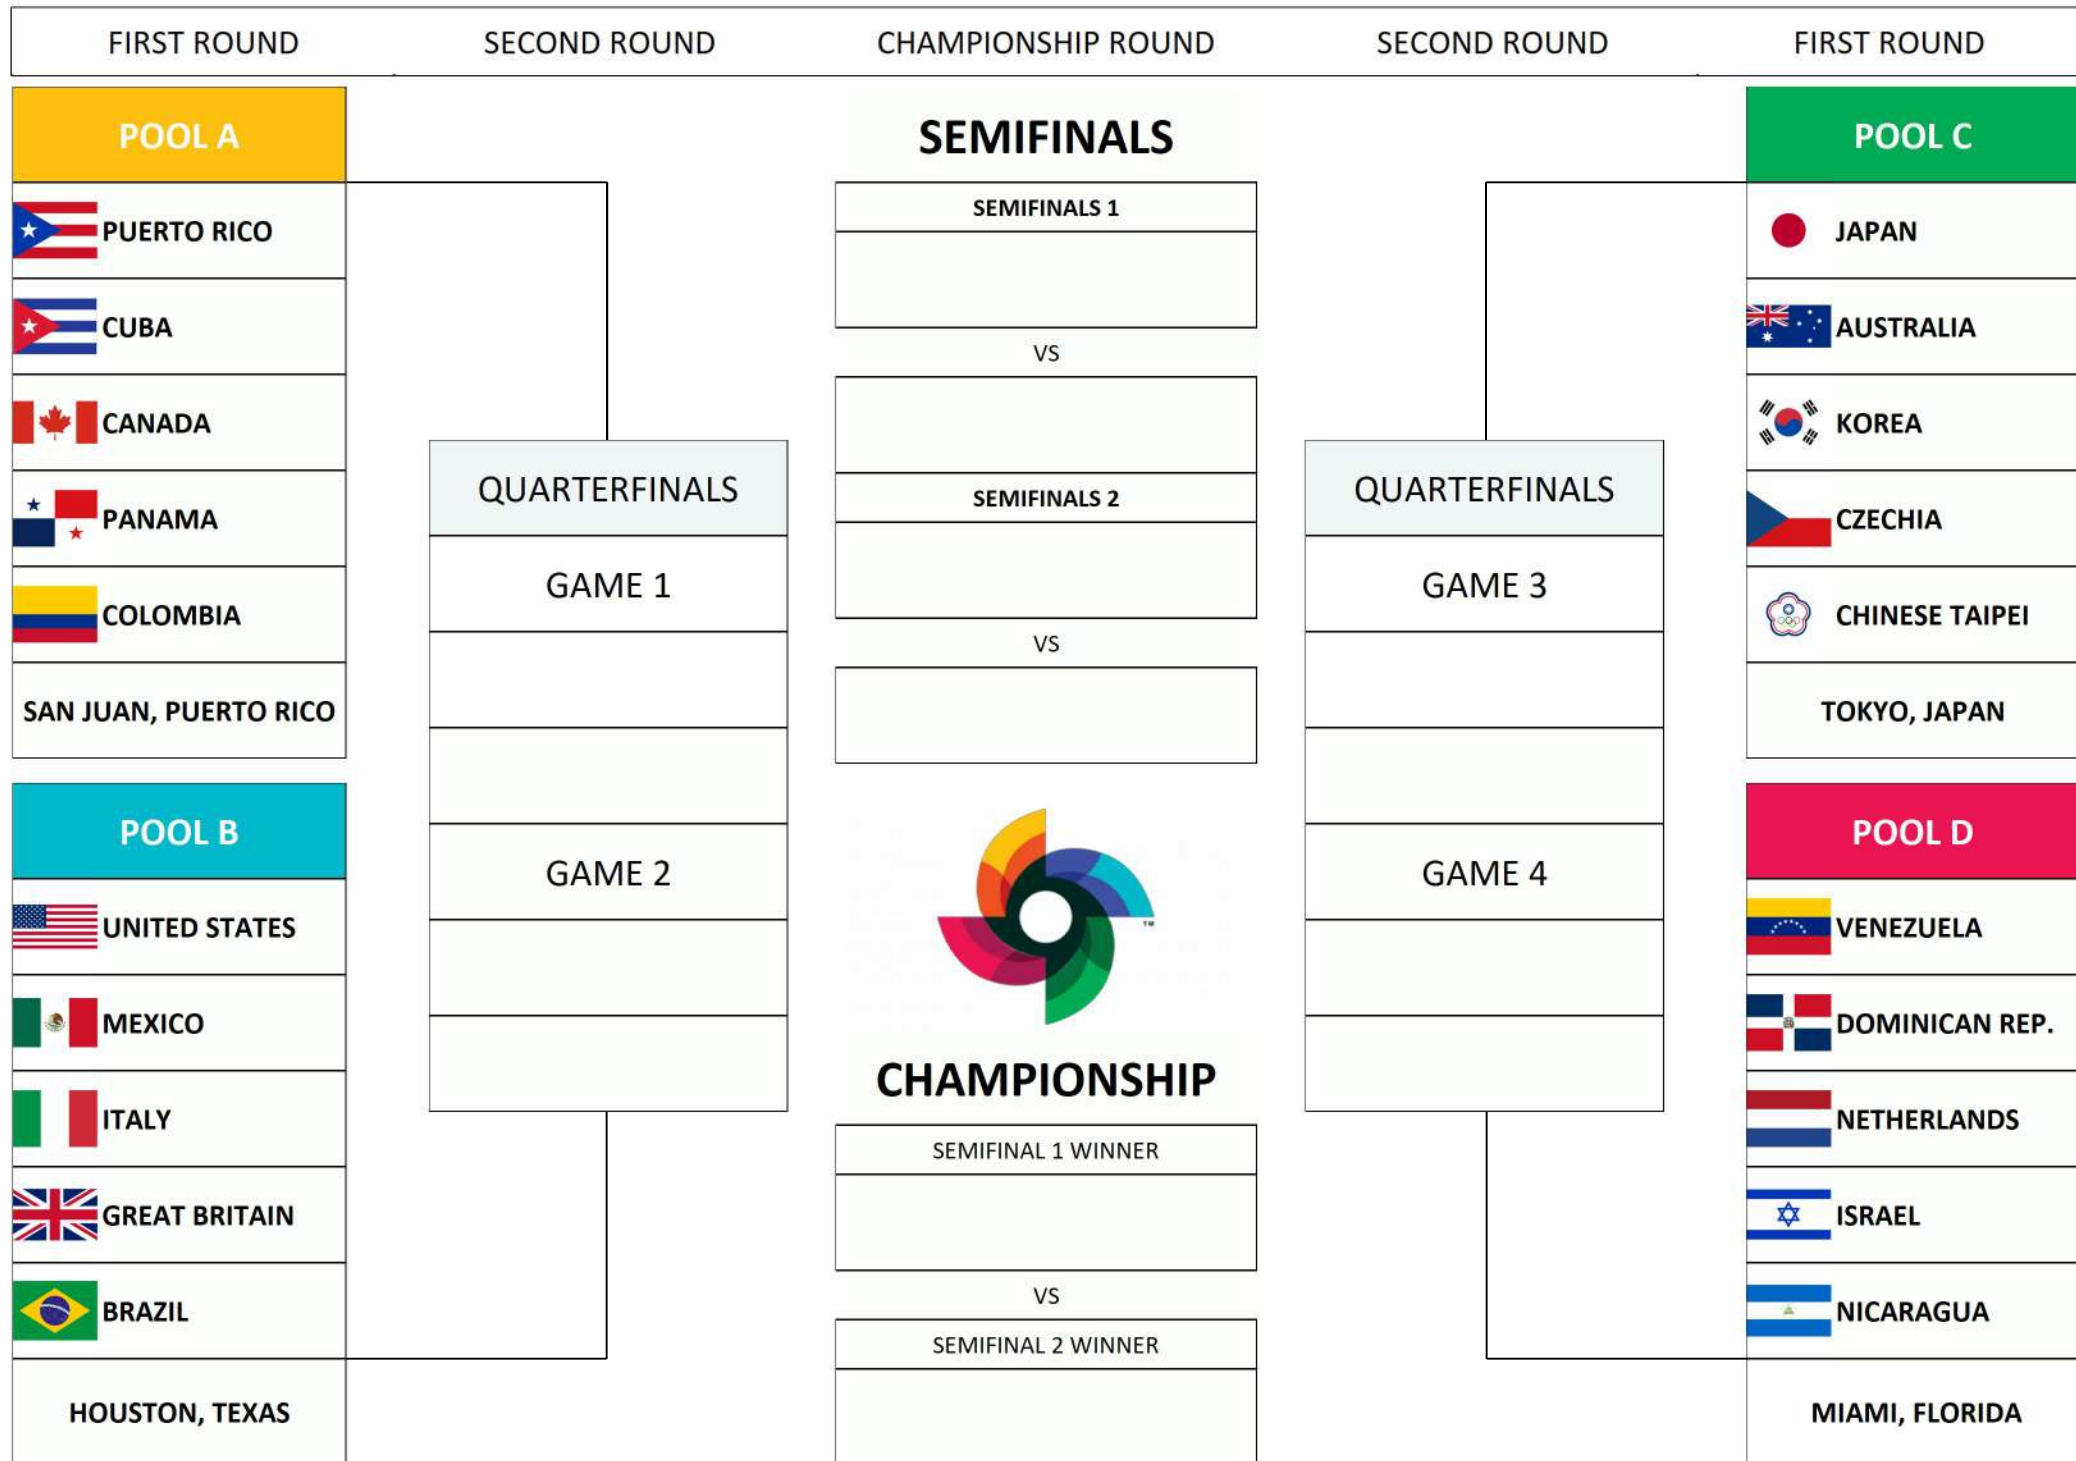 FIRST ROUND
SECOND ROUND
CHAMPIONSHIP ROUND
SECOND ROUND
FIRST ROUND
POOL A
PUERTO RICO
CUBA
CANADA
PANAMA
COLOMBIA
SAN JUAN, PUERTO RICO
POOL B
UNITED STATES
MEXICO
ITALY
GREAT BRITAIN
BRAZIL
HOUSTON, TEXAS
QUARTERFINALS
GAME 1
GAME 2
SEMIFINALS
SEMIFINALS 1
VS
SEMIFINALS 2
VS
TM
CHAMPIONSHIP
SEMIFINAL 1 WINNER
VS
SEMIFINAL 2 WINNER
QUARTERFINALS
GAME 3
GAME 4
POOL C
JAPAN
AUSTRALIA
KOREA
CZECHIA
CHINESE TAIPEI
TOKYO, JAPAN
POOL D
VENEZUELA
DOMINICAN REP.
NETHERLANDS
ISRAEL
NICARAGUA
MIAMI, FLORIDA